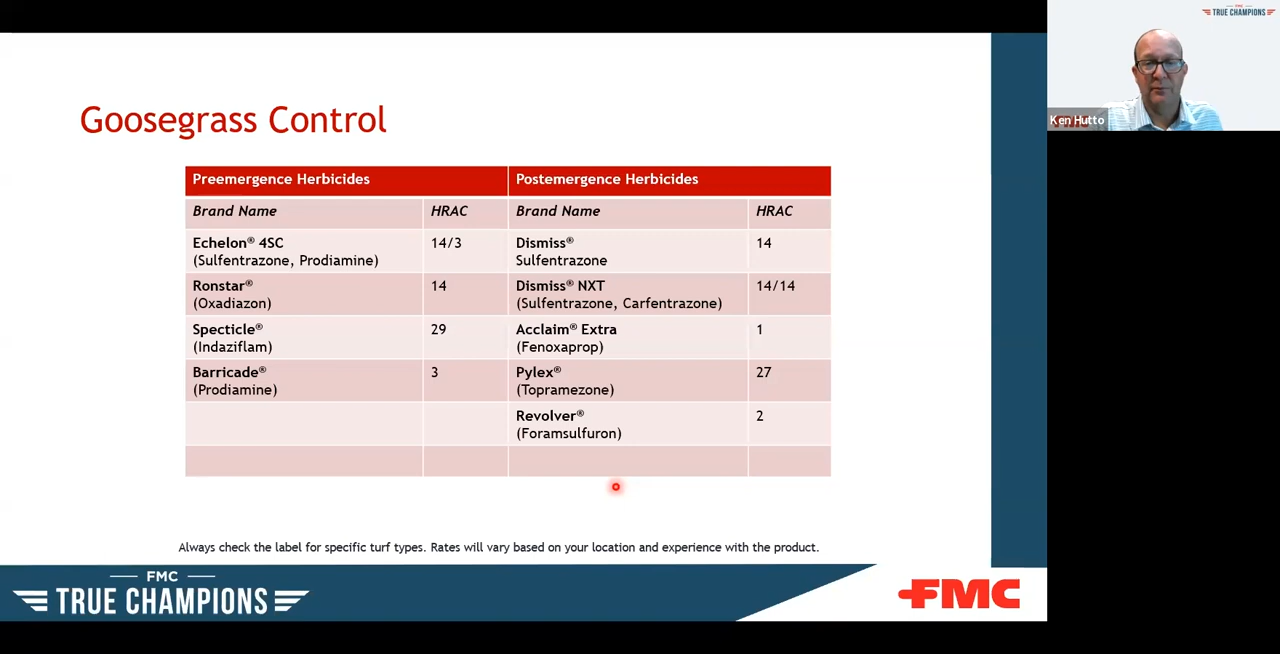 FMC
TRUE CHAMPIONS
Ken Hutto
Goosegrass Control
Preemergence Herbicides Postemergence Herbicides
Brand Name HRAC Brand Name HRAC
Echelon® 4SC 14/3 Dismiss® 14
(Sulfentrazone, Prodiamine) Sulfentrazone
Ronstar® 14 Dismiss® NXT 14/14
(Oxadiazon) (Sulfentrazone, Carfentrazone)
Specticle® 29 Acclaim® Extra 1
(Indaziflam) (Fenoxaprop)
Barricade® 3 Pylex® 27
(Prodiamine) (Topramezone)
Revolver® 2
(Foramsulfuron)
Always check the label for specific turf types. Rates will vary based on your location and experience with the product.
FMC
TRUE CHAMPIONS
FMC